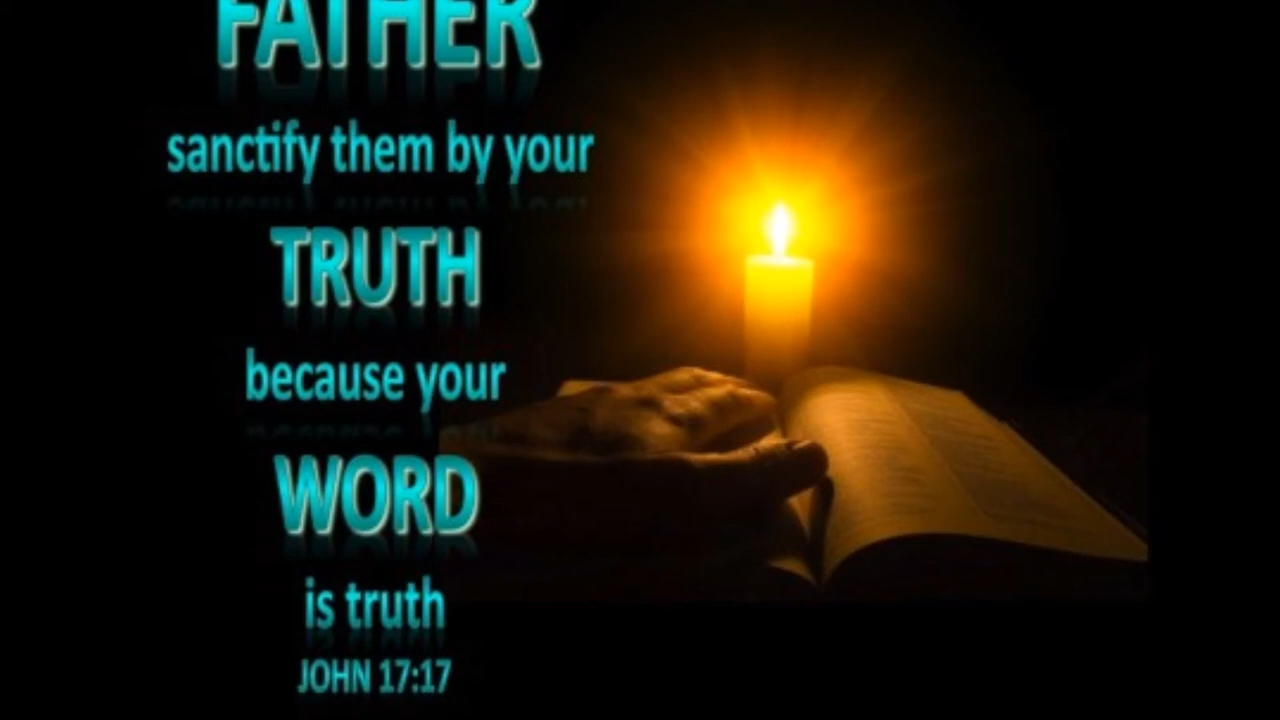 FATHER
sanctify them by your
TRUTH
because your
WORD
is truth
JOHN 17:17